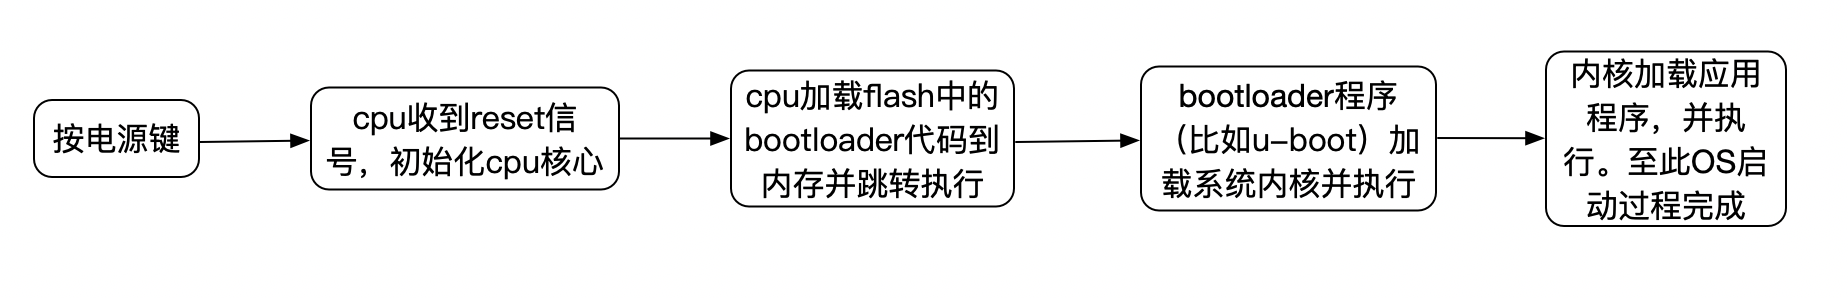 按电源键
cpu收到reset信
号，初始化cpu核心
cpu加载flash中的
bootloader代码到
内存并跳转执行
bootloader程序
（比如u-boot）加
载系统内核并执行
内核加载应用
程序，并执
行。至此OS启
动过程完成